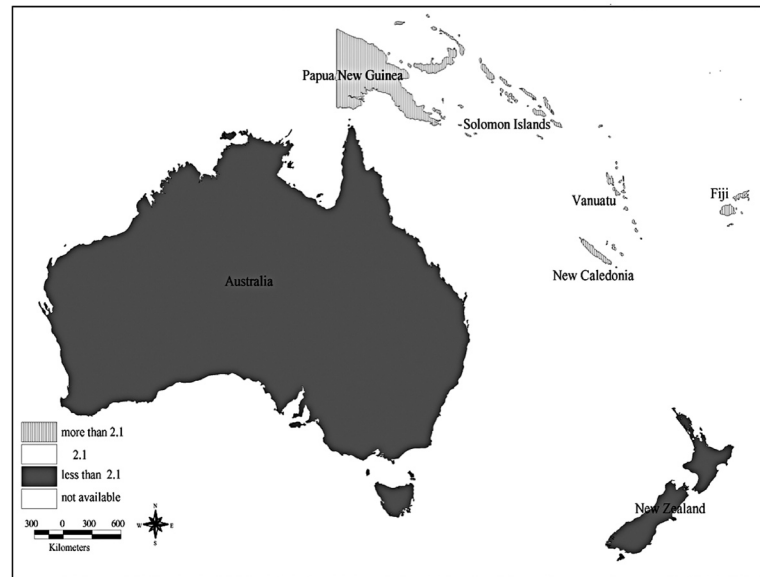 Papua New Guinea
Solomon Islands
Vanuatu
Fiji
New Caledonia
Australia
New Zealand
more than 2.1
2.1
less than 2.1
not available
N
W E
S
300 0 300 600
Kilometers